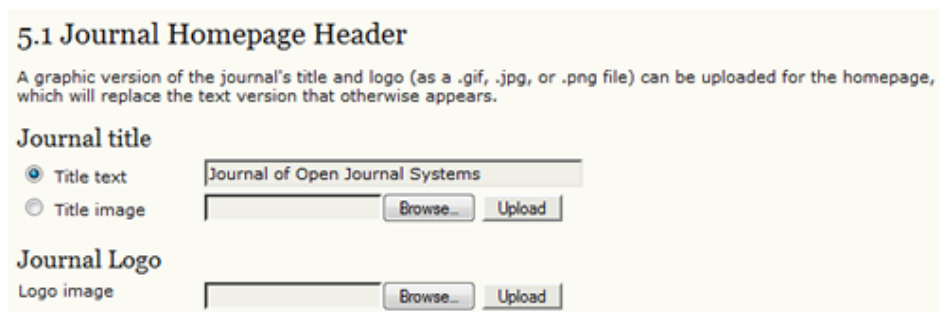 5.1 Journal Homepage Header
A graphic version of the journal's title and logo (as a .gif, .jpg, or .png file) can be uploaded for the homepage,
which will replace the text version that otherwise appears.
Journal title
Title text Journal of Open Journal Systems
Title image Browse... Upload
Journal Logo
Logo image Browse... Upload